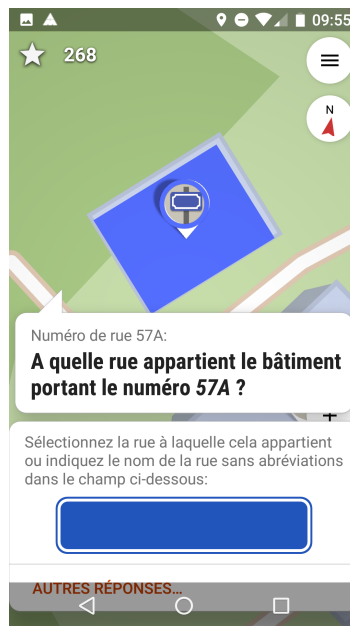 09:55
268
N
Numéro de rue 57A:
A quelle rue appartient le bâtiment
portant le numéro 57A ?
+
Sélectionnez la rue à laquelle cela appartient
ou indiquez le nom de la rue sans abréviations
dans le champ ci-dessous:
AUTRES RÉPONSES…